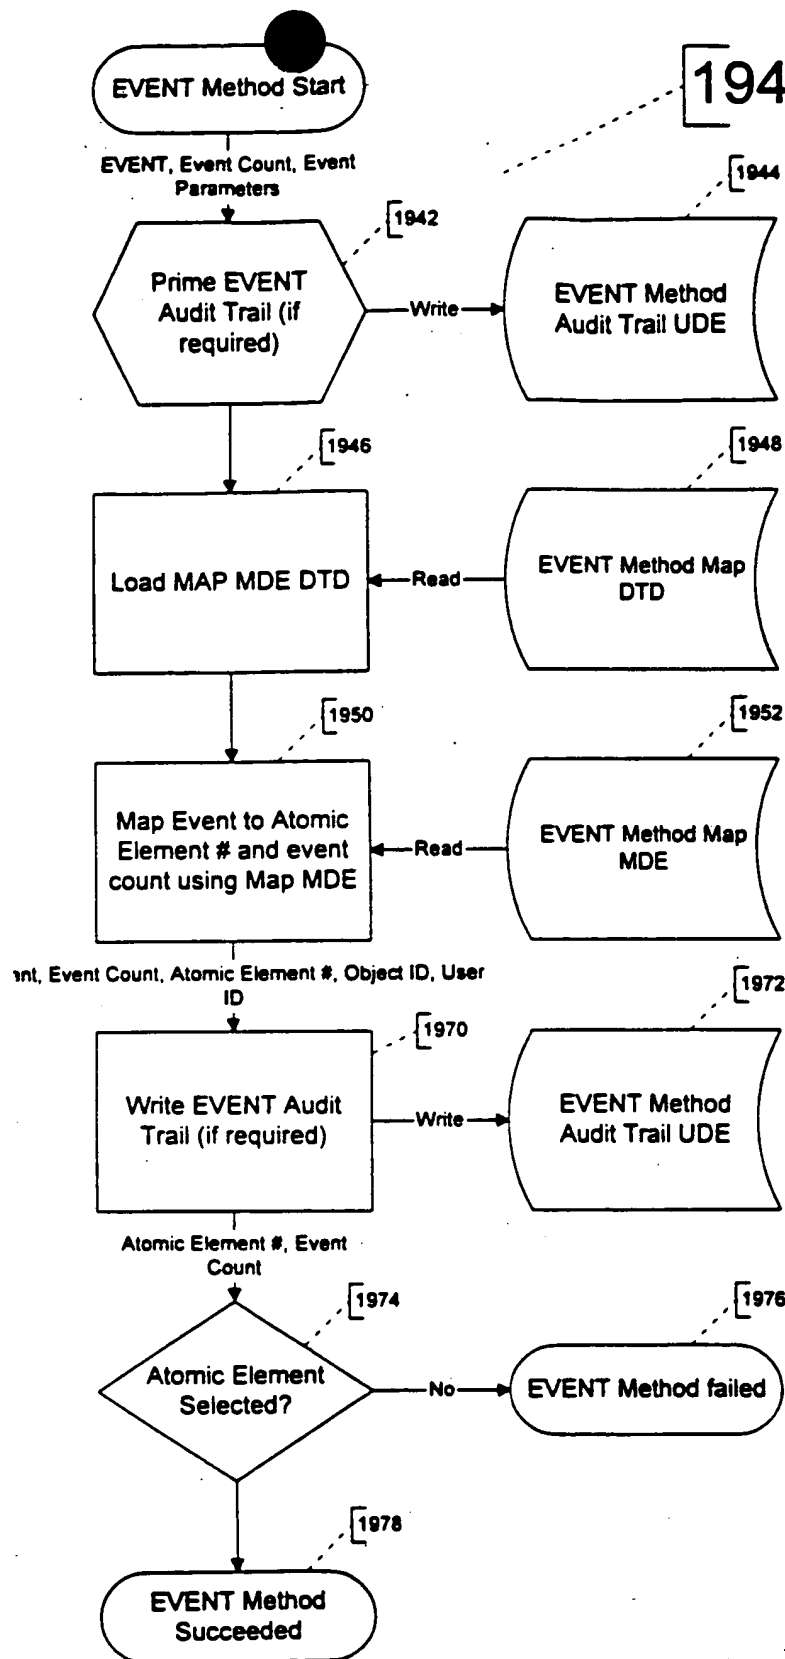 EVENT Method Start
194
EVENT, Event Count, Event
Parameters
1942
1944
Prime EVENT
Audit Trail (if
required)
Write
EVENT Method
Audit Trail UDE
1946
1948
Load MAP MDE DTD
Read
EVENT Method Map
DTD
1950
1952
Map Event to Atomic
Element # and event
count using Map MDE
Read
EVENT Method Map
MDE
Event Count, Atomic Element #, Object ID, User
ID
1970
1972
Write EVENT Audit
Trail (if required)
Write
EVENT Method
Audit Trail UDE
Atomic Element #, Event
Count
1974
1976
Atomic Element
Selected?
No
EVENT Method failed
1978
EVENT Method
Succeeded